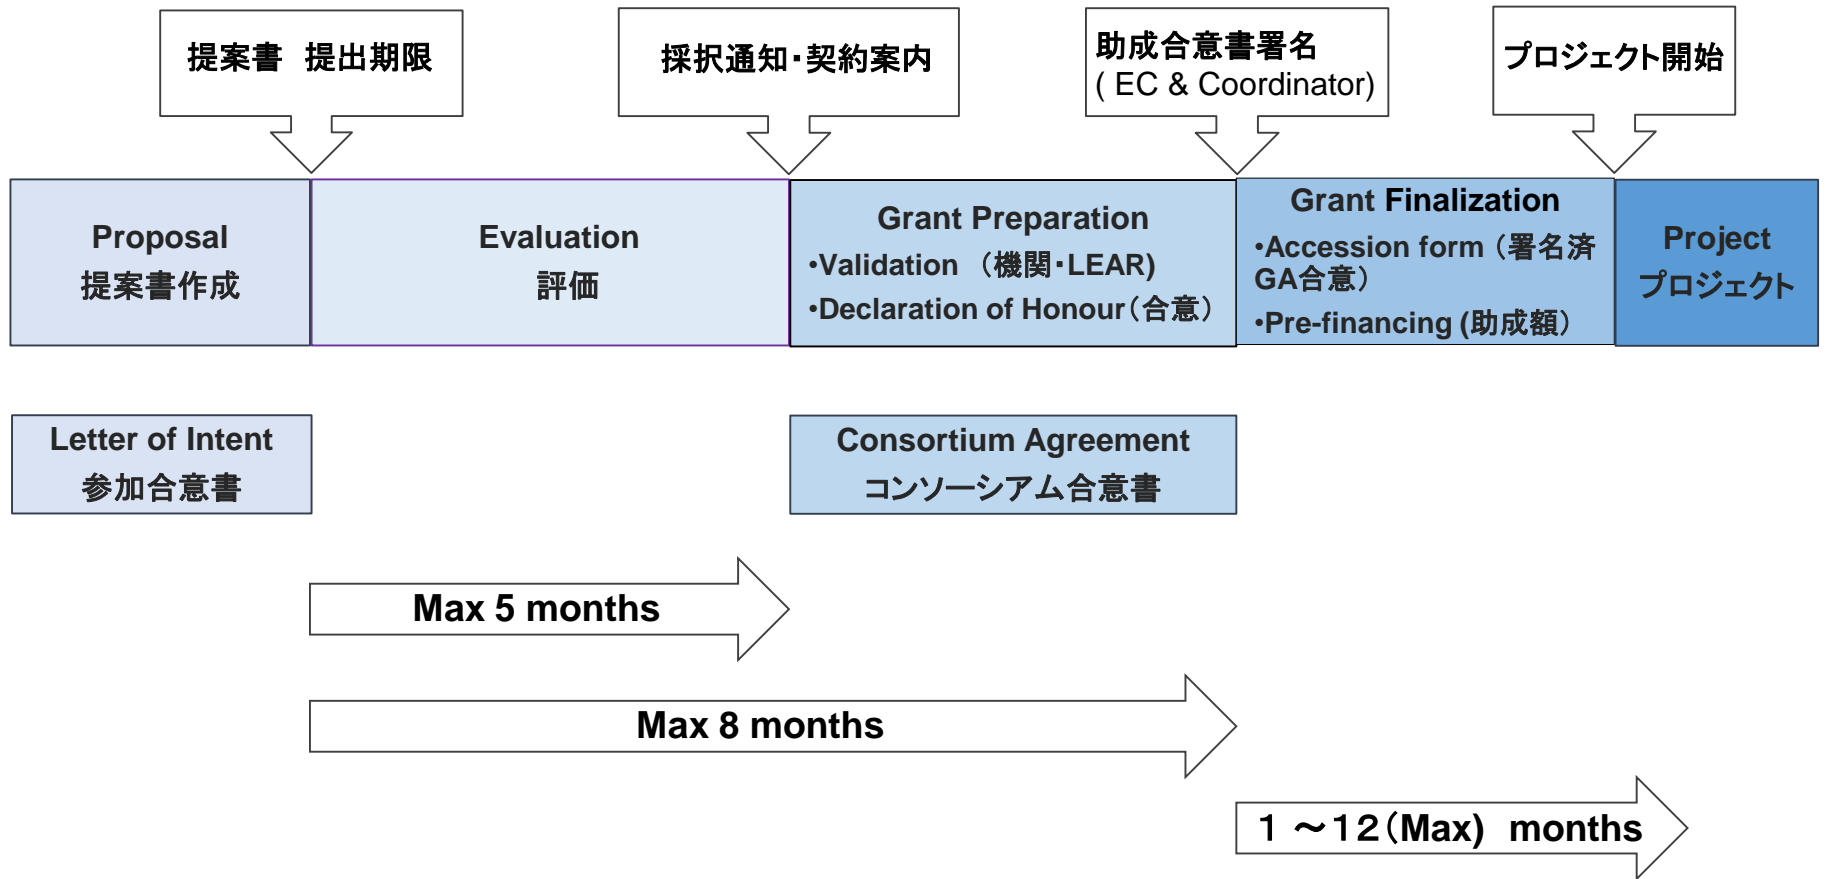 提案書　提出期限
採択通知・契約案内
助成合意書署名
( EC & Coordinator)
プロジェクト開始
Proposal
提案書作成
Evaluation
評価
Grant Preparation
•Validation （機関・LEAR)
•Declaration of Honour（合意）
Grant Finalization
•Accession form （署名済
GA合意）
•Pre-financing (助成額）
Project
プロジェクト
Letter of Intent
参加合意書
Consortium Agreement
コンソーシアム合意書
Max 5 months
Max 8 months
１～１２（Max)　months